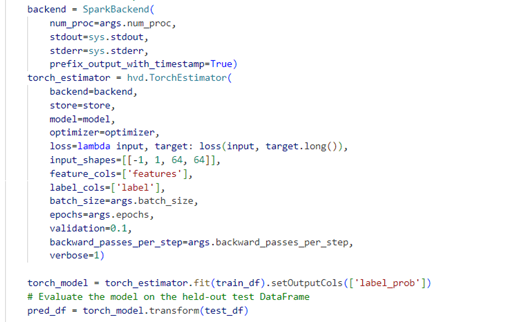 backend = SparkBackend(
    num_proc=args.num_proc,
    stdout=sys.stdout,
    stderr=sys.stderr,
    prefix_output_with_timestamp=True)
torch_estimator = hvd.TorchEstimator(
    backend=backend,
    store=store,
    model=model,
    optimizer=optimizer,
    loss=lambda input, target: loss(input, target.long()),
    input_shapes=[[-1, 1, 64, 64]],
    feature_cols=['features'],
    label_cols=['label'],
    batch_size=args.batch_size,
    epochs=args.epochs,
    validation=0.1,
    backward_passes_per_step=args.backward_passes_per_step,
    verbose=1)

torch_model = torch_estimator.fit(train_df).setOutputCols(['label_prob'])
# Evaluate the model on the held-out test DataFrame
pred_df = torch_model.transform(test_df)